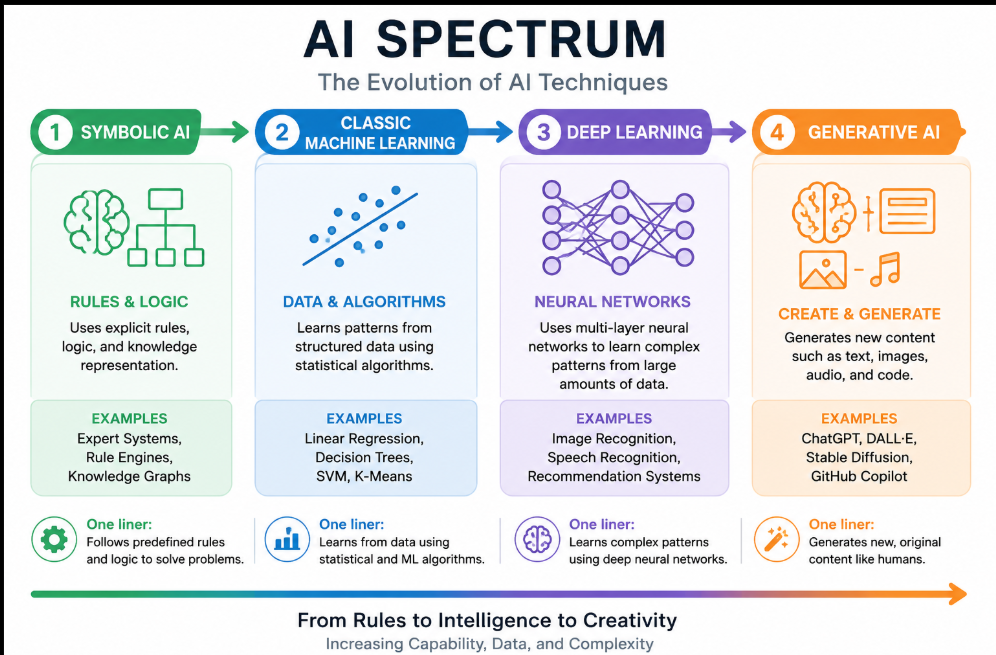 AI SPECTRUM
The Evolution of AI Techniques
1 SYMBOLIC AI
2 CLASSIC
MACHINE LEARNING
3 DEEP LEARNING
4 GENERATIVE AI
RULES & LOGIC
Uses explicit rules,
logic, and knowledge
representation.
EXAMPLES
Expert Systems,
Rule Engines,
Knowledge Graphs
One liner:
Follows predefined rules
and logic to solve problems.
DATA & ALGORITHMS
Learns patterns from
structured data using
statistical algorithms.
EXAMPLES
Linear Regression,
Decision Trees,
SVM, K-Means
One liner:
Learns from data using
statistical and ML algorithms.
NEURAL NETWORKS
Uses multi-layer neural
networks to learn complex
patterns from large
amounts of data.
EXAMPLES
Image Recognition,
Speech Recognition,
Recommendation Systems
One liner:
Learns complex patterns
using deep neural networks.
CREATE & GENERATE
Generates new content
such as text, images,
audio, and code.
EXAMPLES
ChatGPT, DALL·E,
Stable Diffusion,
GitHub Copilot
One liner:
Generates new, original
content like humans.
From Rules to Intelligence to Creativity
Increasing Capability, Data, and Complexity